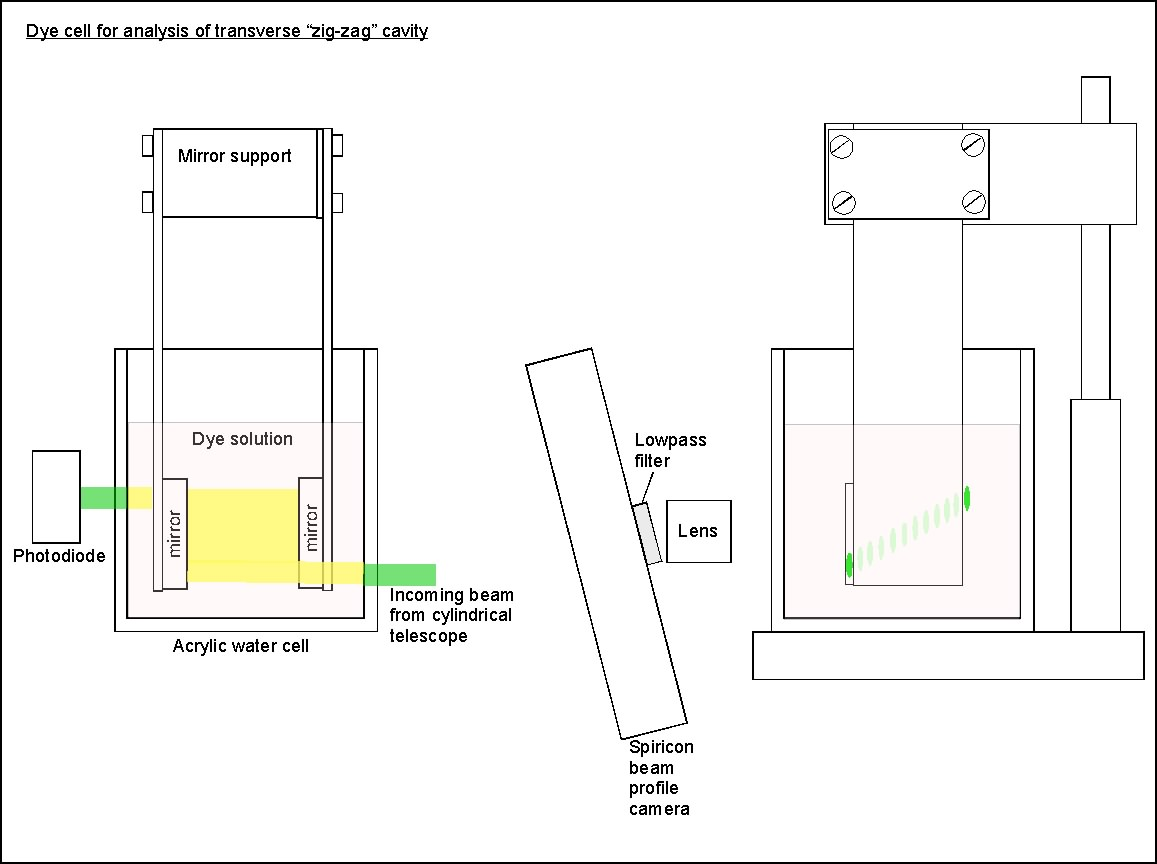 Dye cell for analysis of transverse “zig-zag” cavity
Mirror support
Dye solution
mirror
mirror
Photodiode
Incoming beam
from cylindrical
telescope
Acrylic water cell
Lowpass
filter
Lens
Spiricon
beam
profile
camera